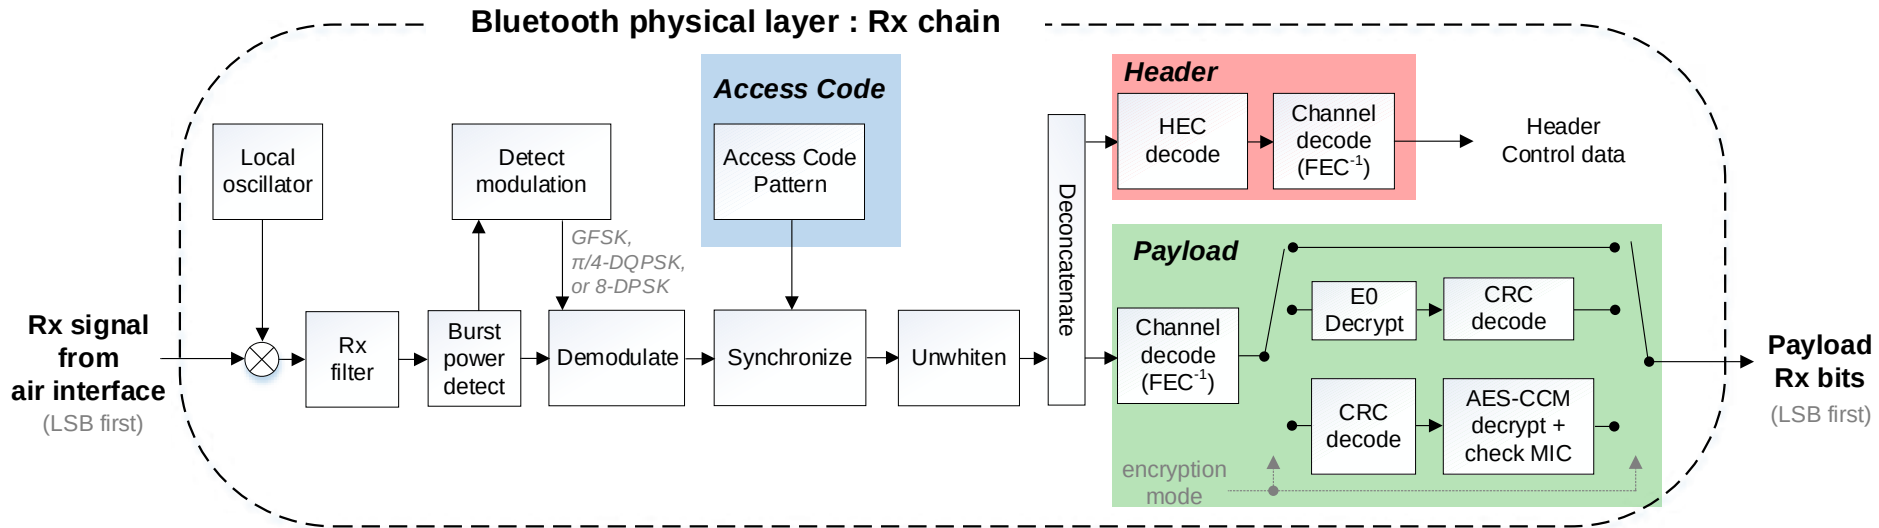 Bluetooth physical layer : Rx chain
Access Code
Header
Local
oscillator
Detect
modulation
Access Code
Pattern
HEC
decode
Channel
decode
(FEC⁻¹)
Header
Control data
GFSK,
π/4-DQPSK,
or 8-DPSK
Deconcatenate
Payload
Rx signal
from
air interface
(LSB first)
Rx
filter
Burst
power
detect
Demodulate
Synchronize
Unwhiten
Channel
decode
(FEC⁻¹)
E0
Decrypt
CRC
decode
CRC
decode
AES-CCM
decrypt +
check MIC
encryption
mode
Payload
Rx bits
(LSB first)